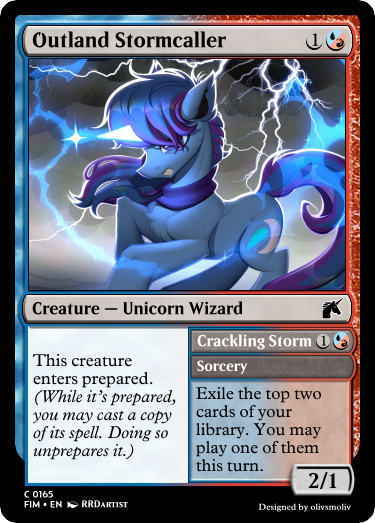 Outland Stormcaller 1
Creature — Unicorn Wizard
This creature
enters prepared.
(While it's prepared,
you may cast a copy
of its spell. Doing so
unprepares it.)
Crackling Storm 1
Sorcery
Exile the top two
cards of your
library. You may
play one of them
this turn.
2/1
C 0165
FIM • EN RRDARTIST
Designed by olivsmoliv